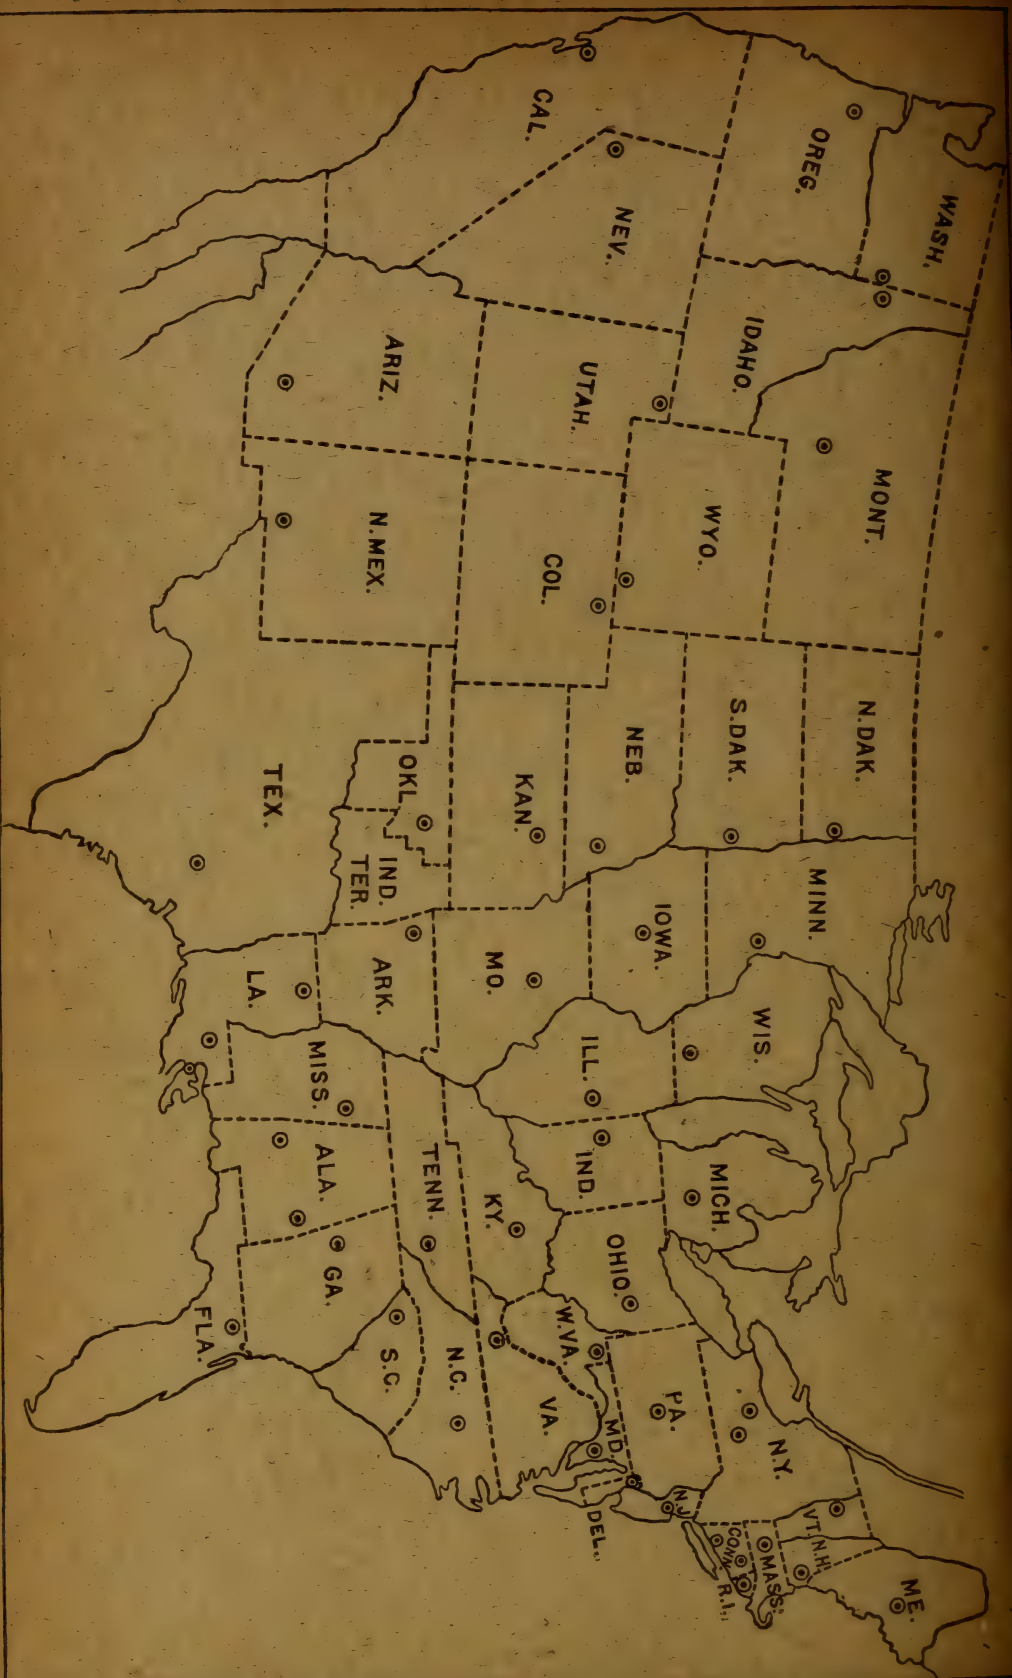 WASH.
OREG.
CAL.
NEV.
IDAHO.
MONT.
WYO.
UTAH.
ARIZ.
COL.
N.MEX.
N.DAK.
S.DAK.
NEB.
KAN.
OKL.
IND.
TER.
TEX.
MINN.
IOWA.
MO.
ARK.
LA.
WIS.
ILL.
MICH.
IND.
OHIO.
KY.
TENN.
MISS.
ALA.
GA.
FLA.
S.C.
N.C.
VA.
W.VA.
MD.
DEL.
PA.
N.J.
N.Y.
CONN.
R.I.
MASS.
VT.
N.H.
ME.